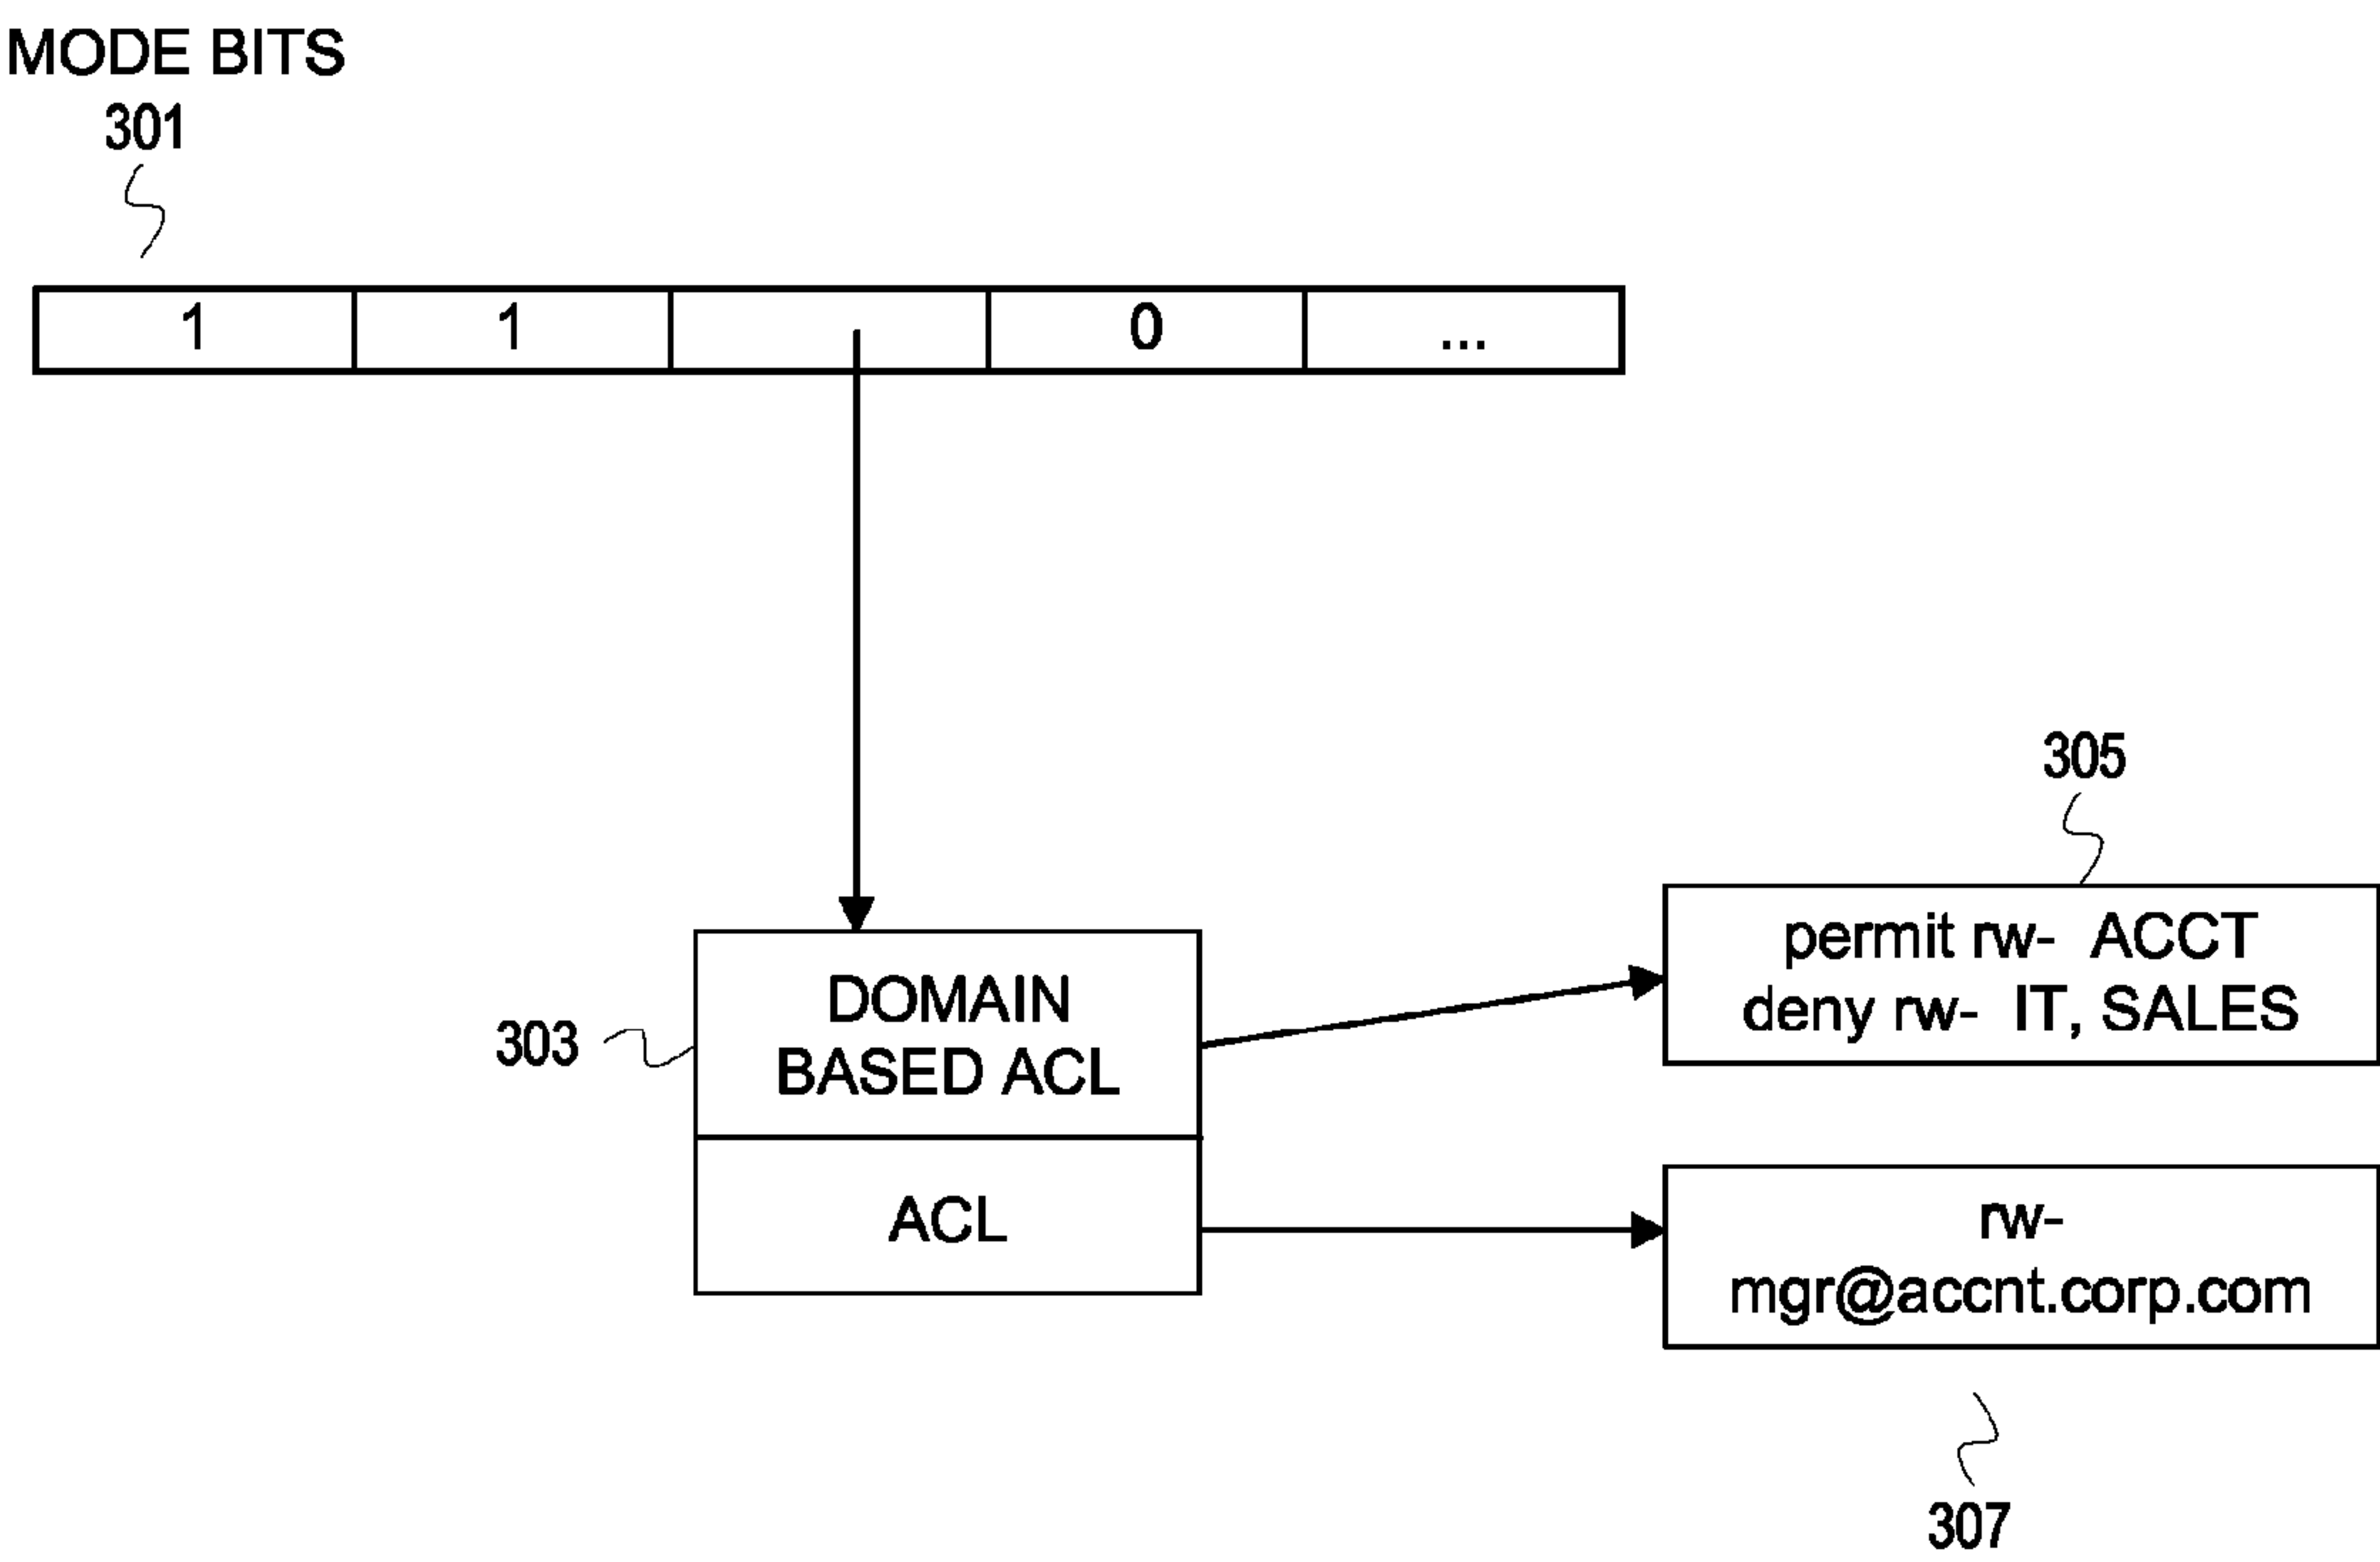 MODE BITS
301
1 1 0 ...
305
permit rw- ACCT
deny rw- IT, SALES
303
DOMAIN
BASED ACL
ACL
rw-
mgr@accnt.corp.com
307